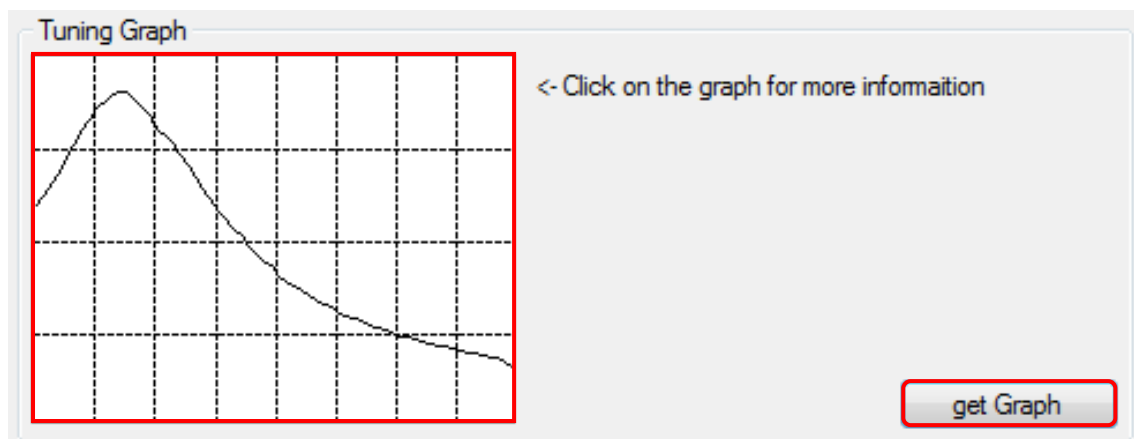 Tuning Graph
<- Click on the graph for more informaition
get Graph